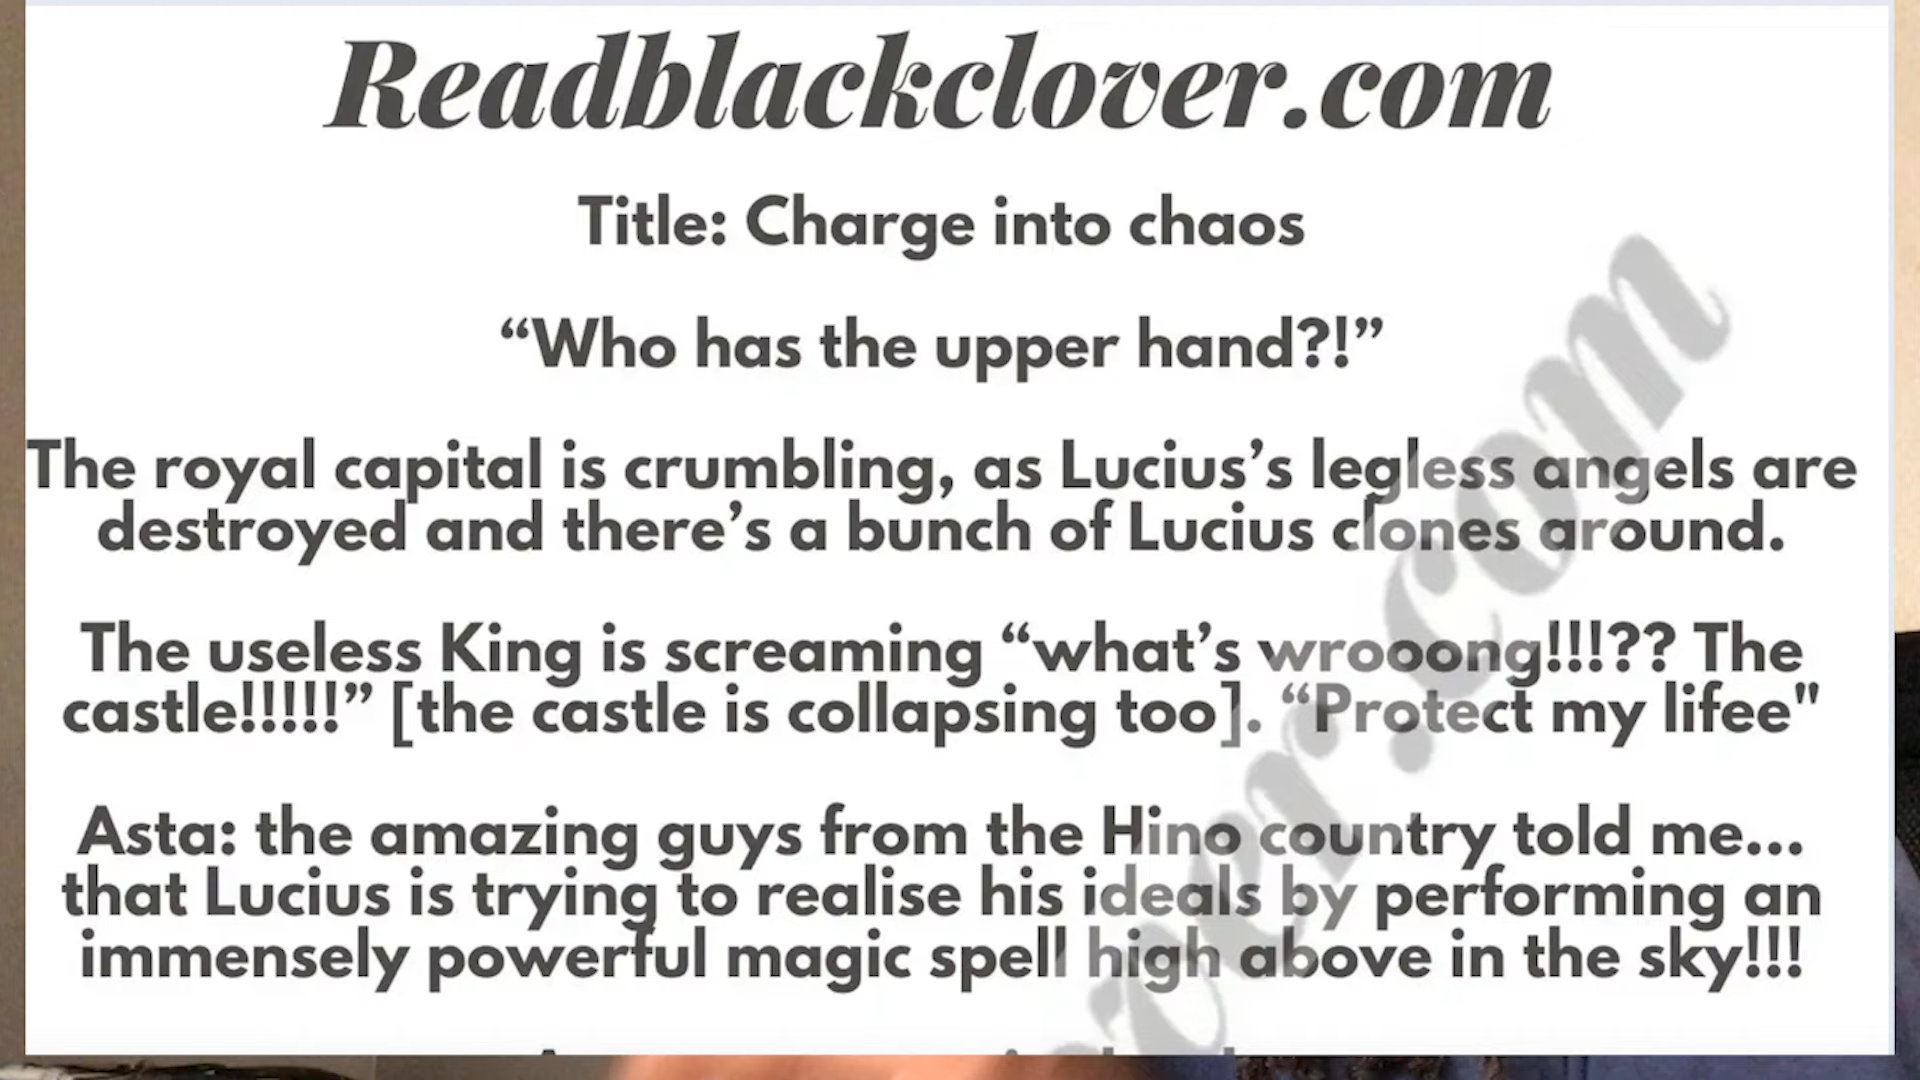 Readblackclover.com
Title: Charge into chaos
“Who has the upper hand?!”
The royal capital is crumbling, as Lucius’s legless angels are
destroyed and there’s a bunch of Lucius clones around.
The useless King is screaming “what’s wrooong!!!?? The
castle!!!!!” [the castle is collapsing too]. “Protect my lifee"
Asta: the amazing guys from the Hino country told me...
that Lucius is trying to realise his ideals by performing an
immensely powerful magic spell high above in the sky!!!